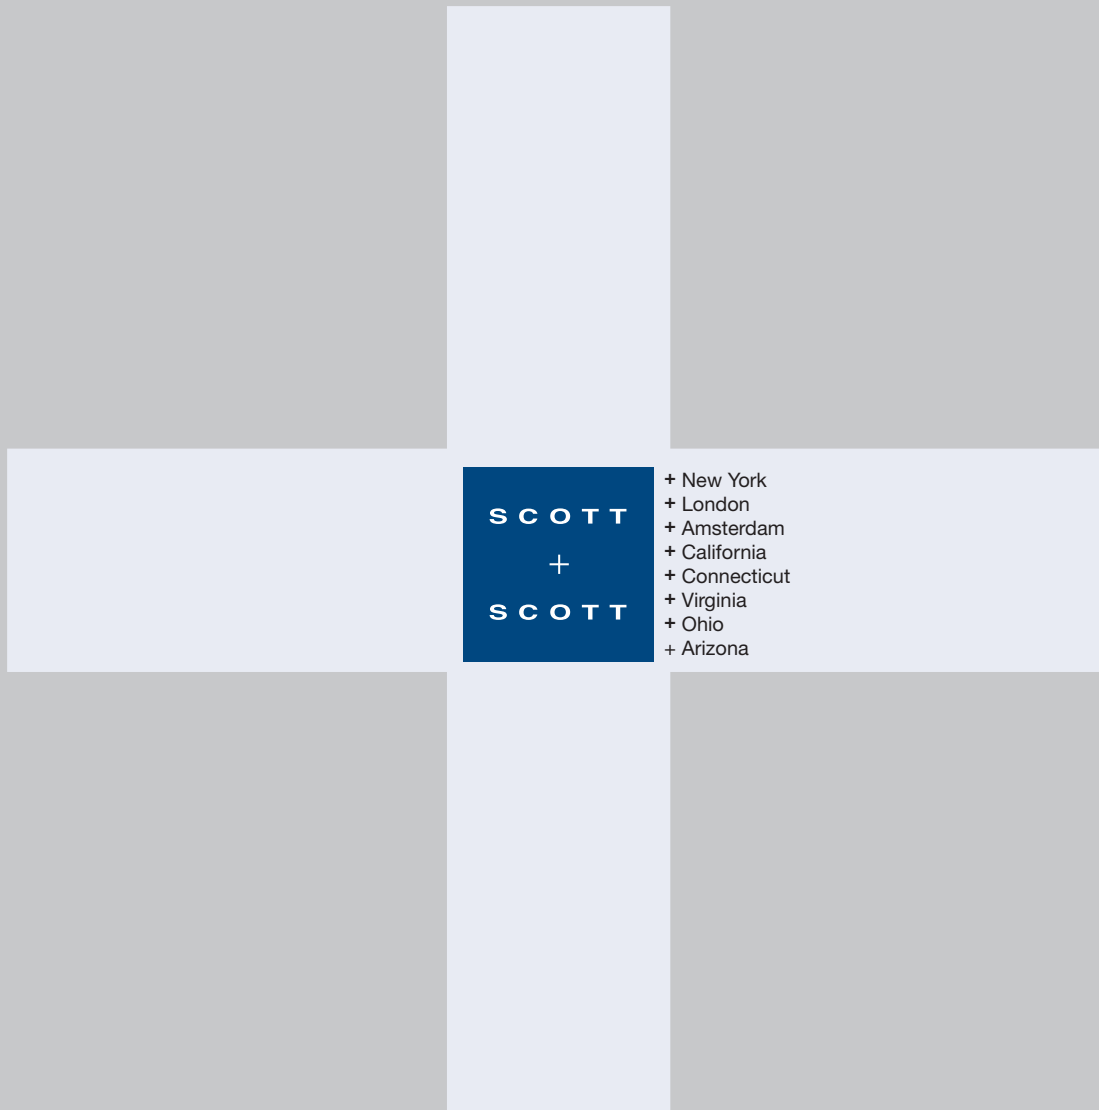 SCOTT
+
SCOTT
+ New York
+ London
+ Amsterdam
+ California
+ Connecticut
+ Virginia
+ Ohio
+ Arizona